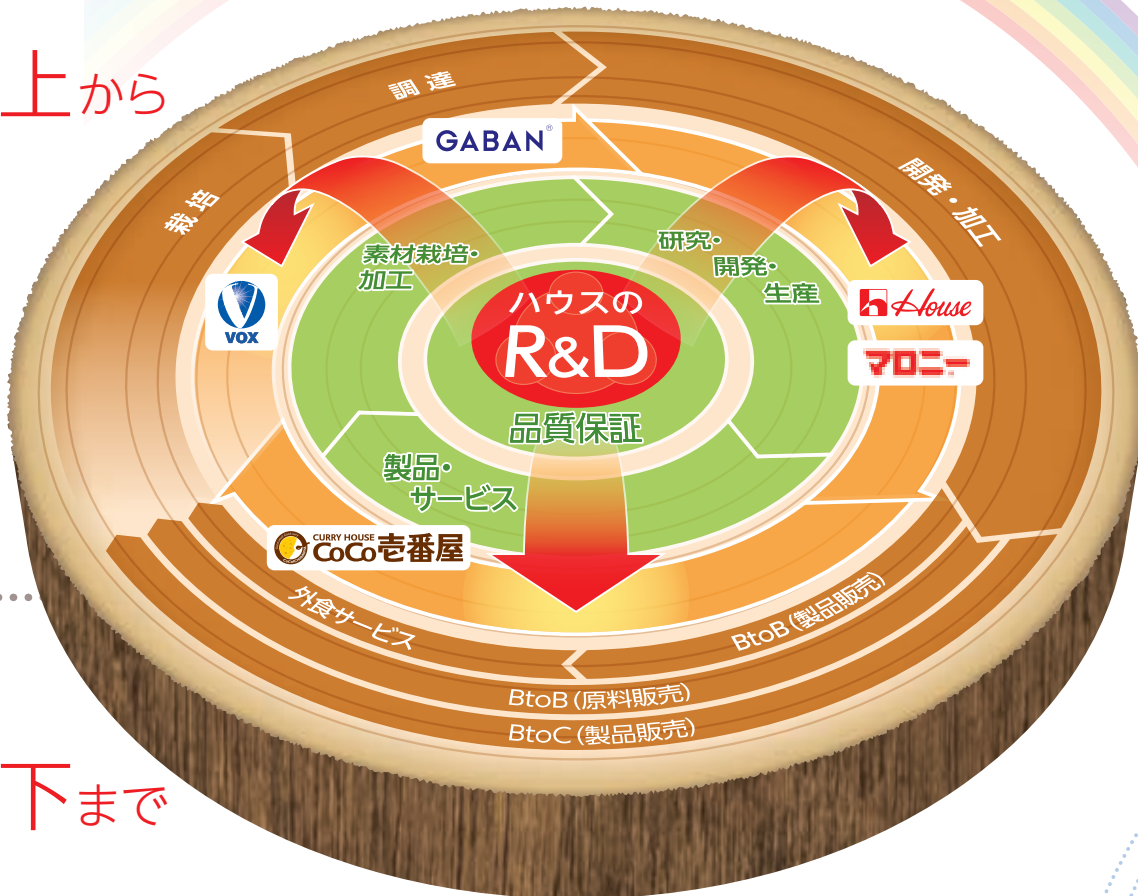 上から
調達
GABAN®
開発・加工
栽培
素材栽培・
加工
研究・
開発・
生産
VOX
ハウスの
R&D
House
マロニー
品質保証
製品・
サービス
CURRY HOUSE
CoCo壱番屋
外食サービス
BtoB（製品販売）
BtoB（原料販売）
BtoC（製品販売）
下まで